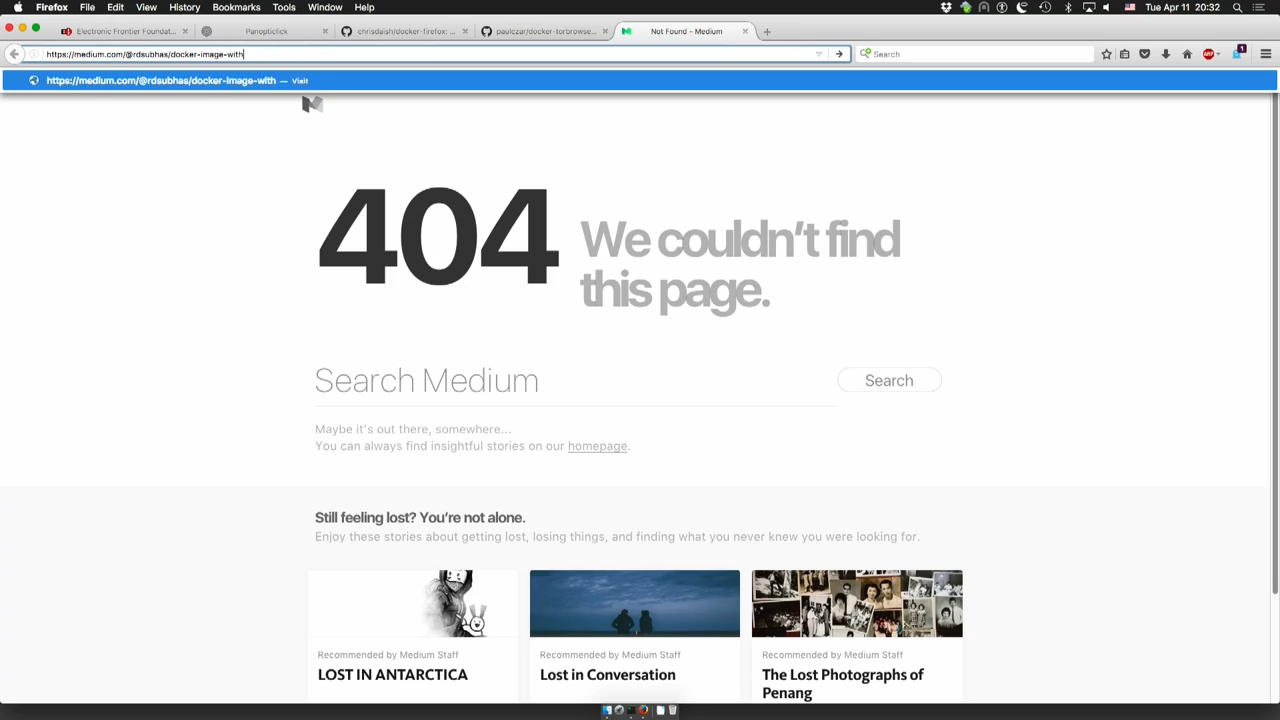 Firefox File Edit View History Bookmarks Tools Window Help Tue Apr 11 20:32
Electronic Frontier Foundat... Panopticlick chrisdaish/docker-firefox: ... paulczar/docker-torbrowse... Not Found – Medium
https://medium.com/@rdsubhas/docker-image-with Search ABP 1
https://medium.com/@rdsubhas/docker-image-with — Visit
404 We couldn't find
this page.
Search Medium Search
Maybe it's out there, somewhere...
You can always find insightful stories on our homepage.
Still feeling lost? You're not alone.
Enjoy these stories about getting lost, losing things, and finding what you never knew you were looking for.
Recommended by Medium Staff
LOST IN ANTARCTICA
Recommended by Medium Staff
Lost in Conversation
Recommended by Medium Staff
The Lost Photographs of
Penang